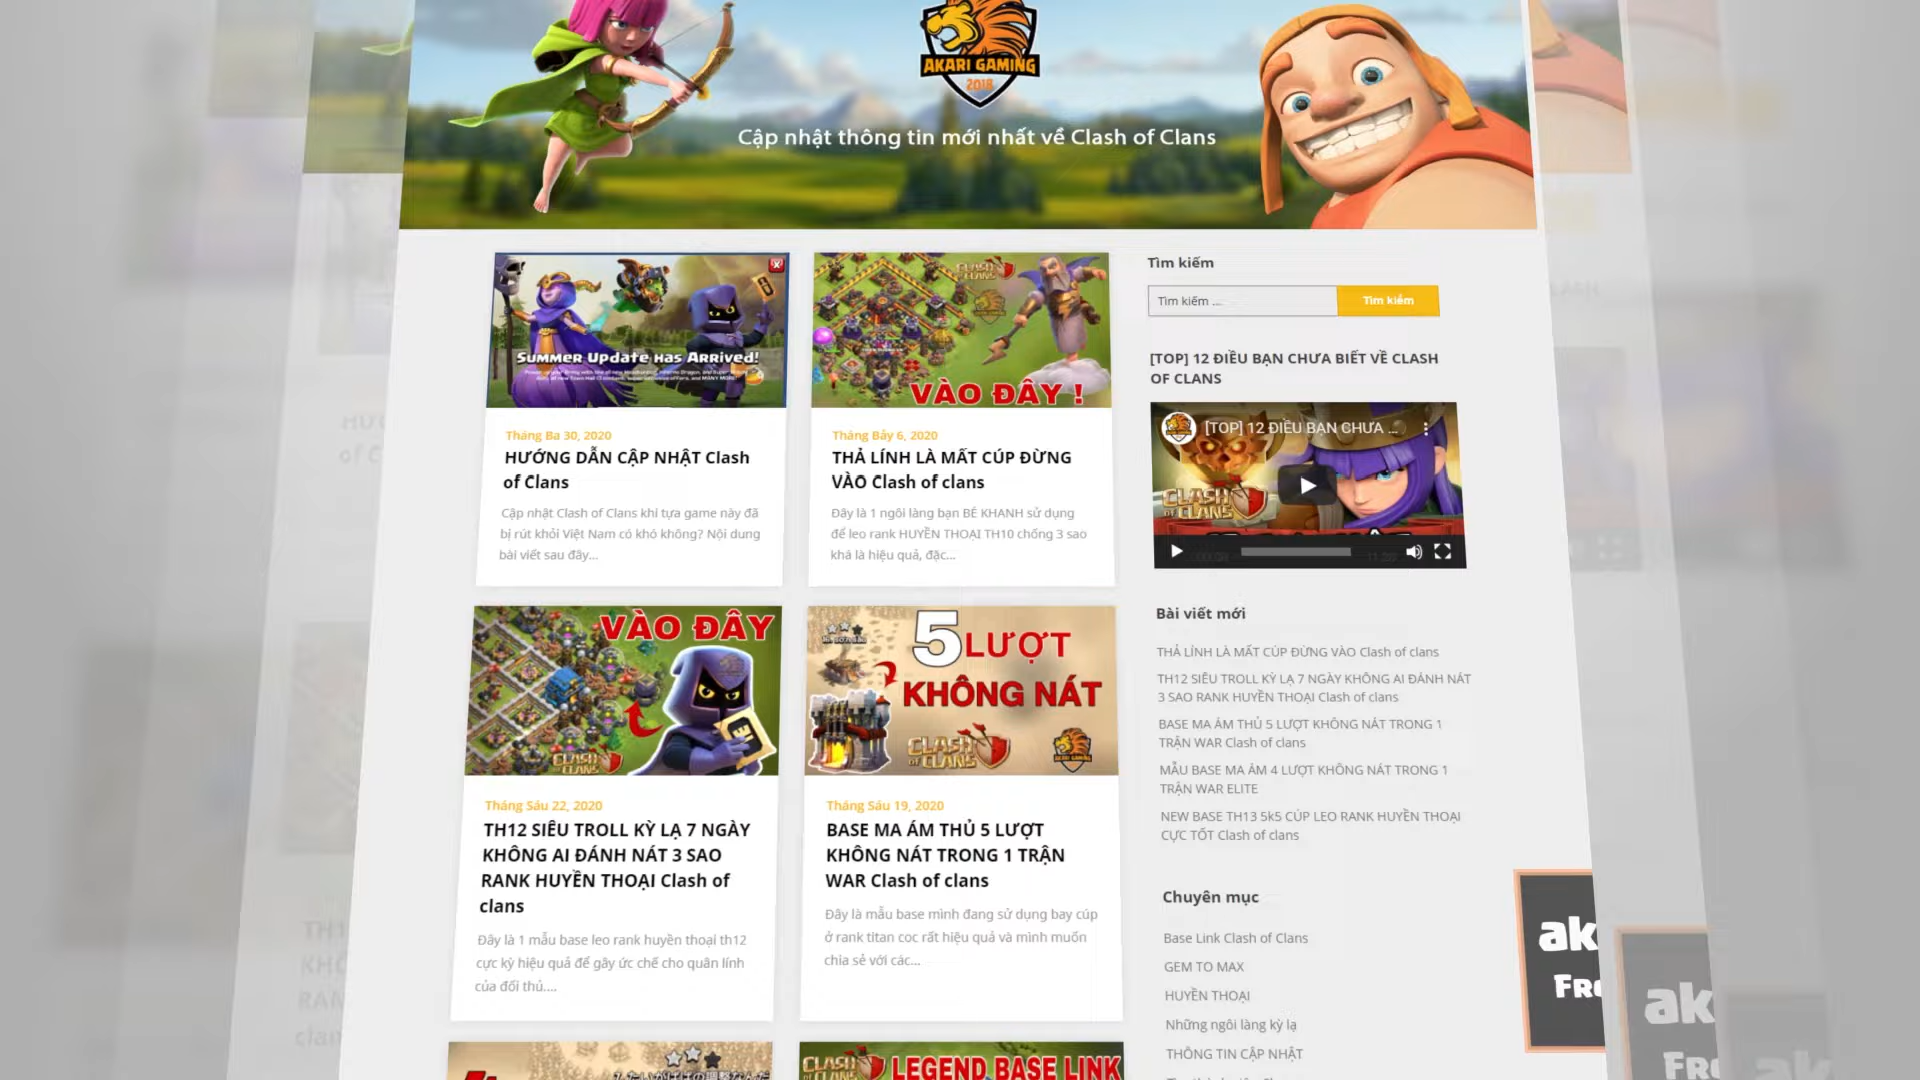 AKARI GAMING
2018
Cập nhật thông tin mới nhất về Clash of Clans
SUMMER UPDATE HAS ARRIVED!
CLASH OF CLANS
VÀO ĐÂY !
Tháng Ba 30, 2020
HƯỚNG DẪN CẬP NHẬT Clash
of Clans
Cập nhật Clash of Clans khi tựa game này đã
bị rút khỏi Việt Nam có khó không? Nội dung
bài viết sau đây...
Tháng Bảy 6, 2020
THẢ LÍNH LÀ MẤT CÚP ĐỪNG
VÀO Clash of clans
Đây là 1 ngôi làng bạn BÉ KHANH sử dụng
để leo rank HUYỀN THOẠI TH10 chống 3 sao
khá là hiệu quả, đặc...
VÀO ĐÂY
CLASH OF CLANS
5 LƯỢT
KHÔNG NÁT
CLASH OF CLANS
AKARI GAMING
Tháng Sáu 22, 2020
TH12 SIÊU TROLL KỲ LẠ 7 NGÀY
KHÔNG AI ĐÁNH NÁT 3 SAO
RANK HUYỀN THOẠI Clash of
clans
Đây là 1 mẫu base leo rank huyền thoại th12
cực kỳ hiệu quả để gây ức chế cho quân lính
của đối thủ....
Tháng Sáu 19, 2020
BASE MA ÁM THỦ 5 LƯỢT
KHÔNG NÁT TRONG 1 TRẬN
WAR Clash of clans
Đây là mẫu base mình đang sử dụng bay cúp
ở rank titan coc rất hiệu quả và mình muốn
chia sẻ với các...
CLASH
LEGEND BASE LINK
Tìm kiếm
Tìm kiếm ...
Tìm kiếm
[TOP] 12 ĐIỀU BẠN CHƯA BIẾT VỀ CLASH
OF CLANS
[TOP] 12 ĐIỀU BẠN CHƯA ...
CLASH OF CLANS
Bài viết mới
THẢ LÍNH LÀ MẤT CÚP ĐỪNG VÀO Clash of clans
TH12 SIÊU TROLL KỲ LẠ 7 NGÀY KHÔNG AI ĐÁNH NÁT
3 SAO RANK HUYỀN THOẠI Clash of clans
BASE MA ÁM THỦ 5 LƯỢT KHÔNG NÁT TRONG 1
TRẬN WAR Clash of clans
MẪU BASE MA ÁM 4 LƯỢT KHÔNG NÁT TRONG 1
TRẬN WAR ELITE
NEW BASE TH13 5k5 CÚP LEO RANK HUYỀN THOẠI
CỰC TỐT Clash of clans
Chuyên mục
Base Link Clash of Clans
GEM TO MAX
HUYỀN THOẠI
Những ngôi làng kỳ lạ
THÔNG TIN CẬP NHẬT